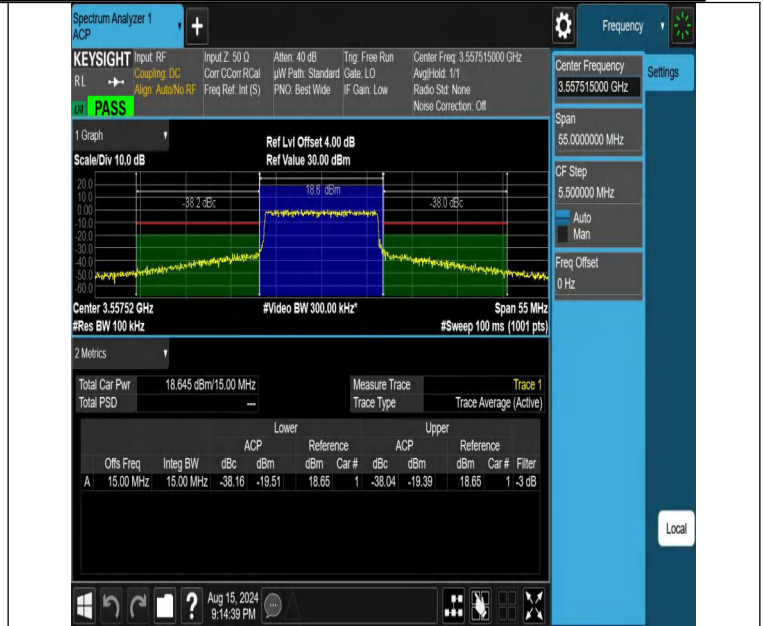 Spectrum Analyzer 1
ACP
Frequency
KEYSIGHT Input: RF Input Z: 50 Ω Atten: 40 dB Trig: Free Run Center Freq: 3.557515000 GHz
RL Coupling: DC Corr CCorr RCal µW Path: Standard Gate: LO Avg|Hold: 1/1
Align: Auto/No RF Freq Ref: Int (S) PNO: Best Wide IF Gain: Low Radio Std: None
PASS Noise Correction: Off
Center Frequency
3.557515000 GHz
Settings
Span
55.0000000 MHz
CF Step
5.500000 MHz
Auto
Man
Freq Offset
0 Hz
1 Graph
Ref Lvl Offset 4.00 dB
Scale/Div 10.0 dB Ref Value 30.00 dBm
20.0
10.0
0.00
-10.0
-20.0
-30.0
-40.0
-50.0
-60.0
-38.2 dBc 18.6 dBm -38.0 dBc
Center 3.55752 GHz #Video BW 300.00 kHz* Span 55 MHz
#Res BW 100 kHz #Sweep 100 ms (1001 pts)
2 Metrics
Total Car Pwr 18.645 dBm/15.00 MHz Measure Trace Trace 1
Total PSD --- Trace Type Trace Average (Active)
Lower Upper
ACP Reference ACP Reference
Offs Freq Integ BW dBc dBm dBm Car # dBc dBm dBm Car # Filter
A 15.00 MHz 15.00 MHz -38.16 -19.51 18.65 1 -38.04 -19.39 18.65 1 -3 dB
Local
Aug 15, 2024
9:14:39 PM